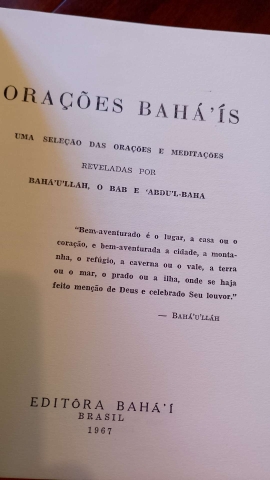 ORAÇÕES BAHÁ'ÍS
UMA SELEÇÃO DAS ORAÇÕES E MEDITAÇÕES
REVELADAS POR
BAHÁ'U'LLÁH, O BAB E 'ABDU'L-BAHA
"Bem-aventurado é o lugar, a casa ou o
coração, e bem-aventurada a cidade, a monta-
nha, o refúgio, a caverna ou o vale, a terra
ou o mar, o prado ou a ilha, onde se haja
feito menção de Deus e celebrado Seu louvor."
— BAHÁ'U'LLÁH
EDITÔRA BAHÁ'Í
BRASIL
1967